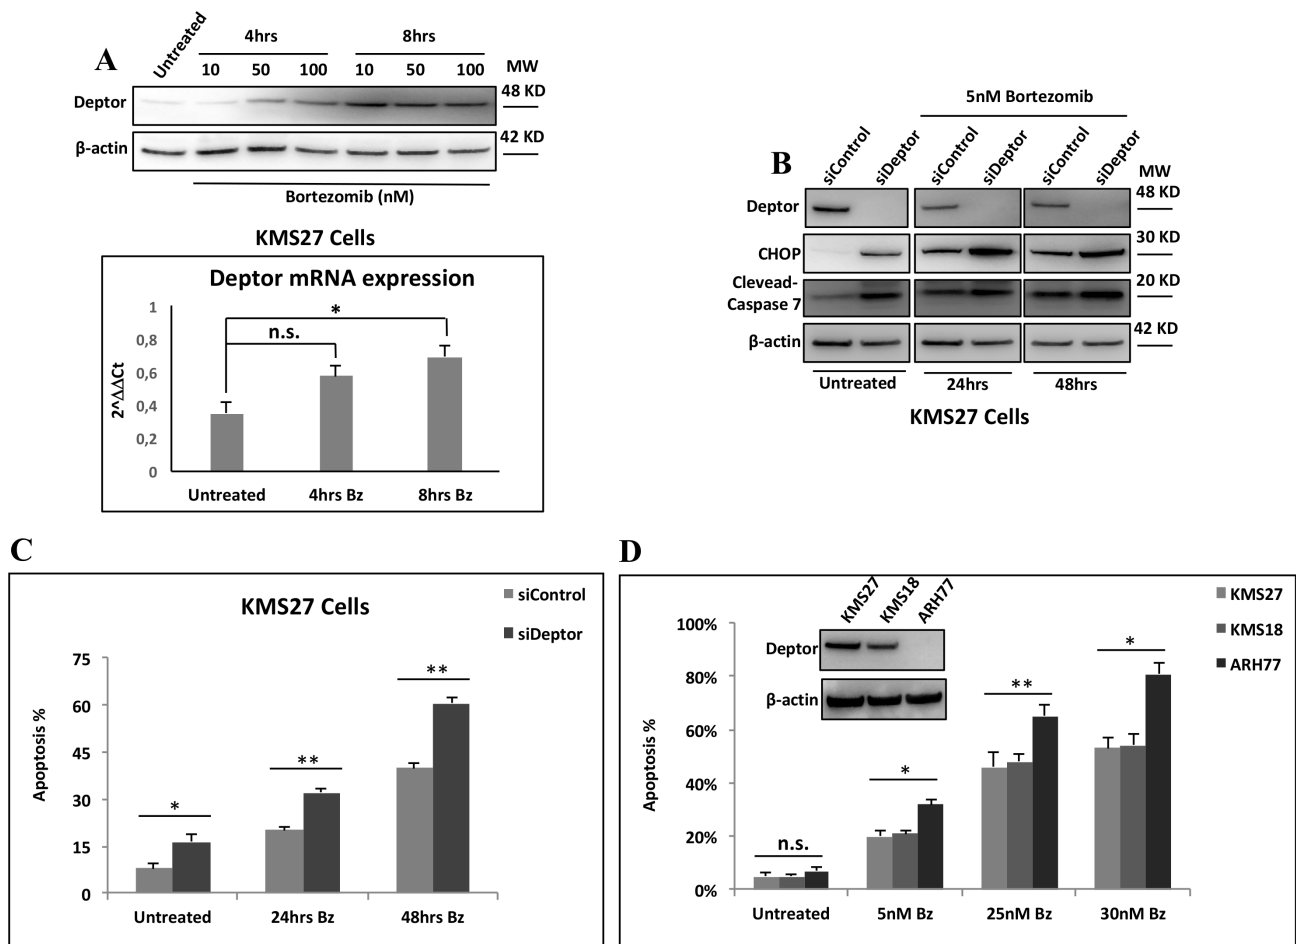 A
Untreated
4hrs
8hrs
10
50
100
10
50
100
MW
Deptor
48 KD
β-actin
42 KD
Bortezomib (nM)
KMS27 Cells
Deptor mRNA expression
2^ΔΔCt
1
0,8
0,6
0,4
0,2
0
n.s.
*
Untreated
4hrs Bz
8hrs Bz
B
5nM Bortezomib
siControl
siDeptor
siControl
siDeptor
siControl
siDeptor
MW
Deptor
48 KD
CHOP
30 KD
Clevead-
Caspase 7
20 KD
β-actin
42 KD
Untreated
24hrs
48hrs
KMS27 Cells
C
KMS27 Cells
siControl
siDeptor
Apoptosis %
75
60
45
30
15
0
*
**
**
Untreated
24hrs Bz
48hrs Bz
D
KMS27
KMS18
ARH77
Deptor
β-actin
KMS27
KMS18
ARH77
Apoptosis %
100%
80%
60%
40%
20%
0%
n.s.
*
**
*
Untreated
5nM Bz
25nM Bz
30nM Bz